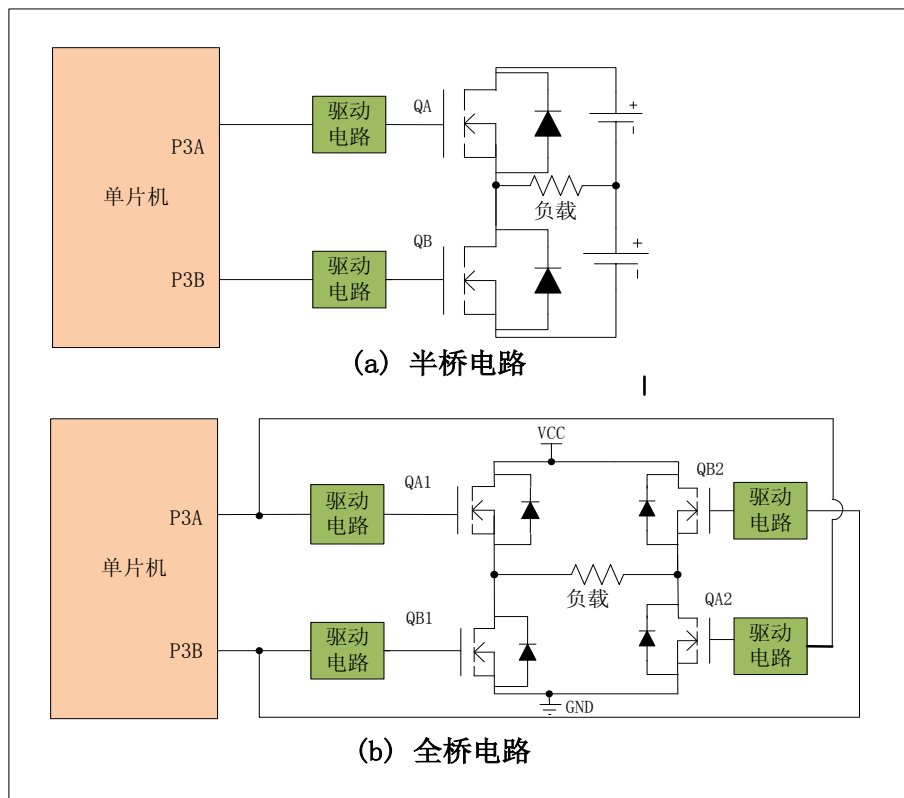 单片机
P3A
P3B
驱动
电路
QA
驱动
电路
QB
负载
+
-
+
-
(a) 半桥电路
单片机
P3A
P3B
驱动
电路
QA1
驱动
电路
QB1
VCC
负载
GND
QB2
驱动
电路
QA2
驱动
电路
(b) 全桥电路